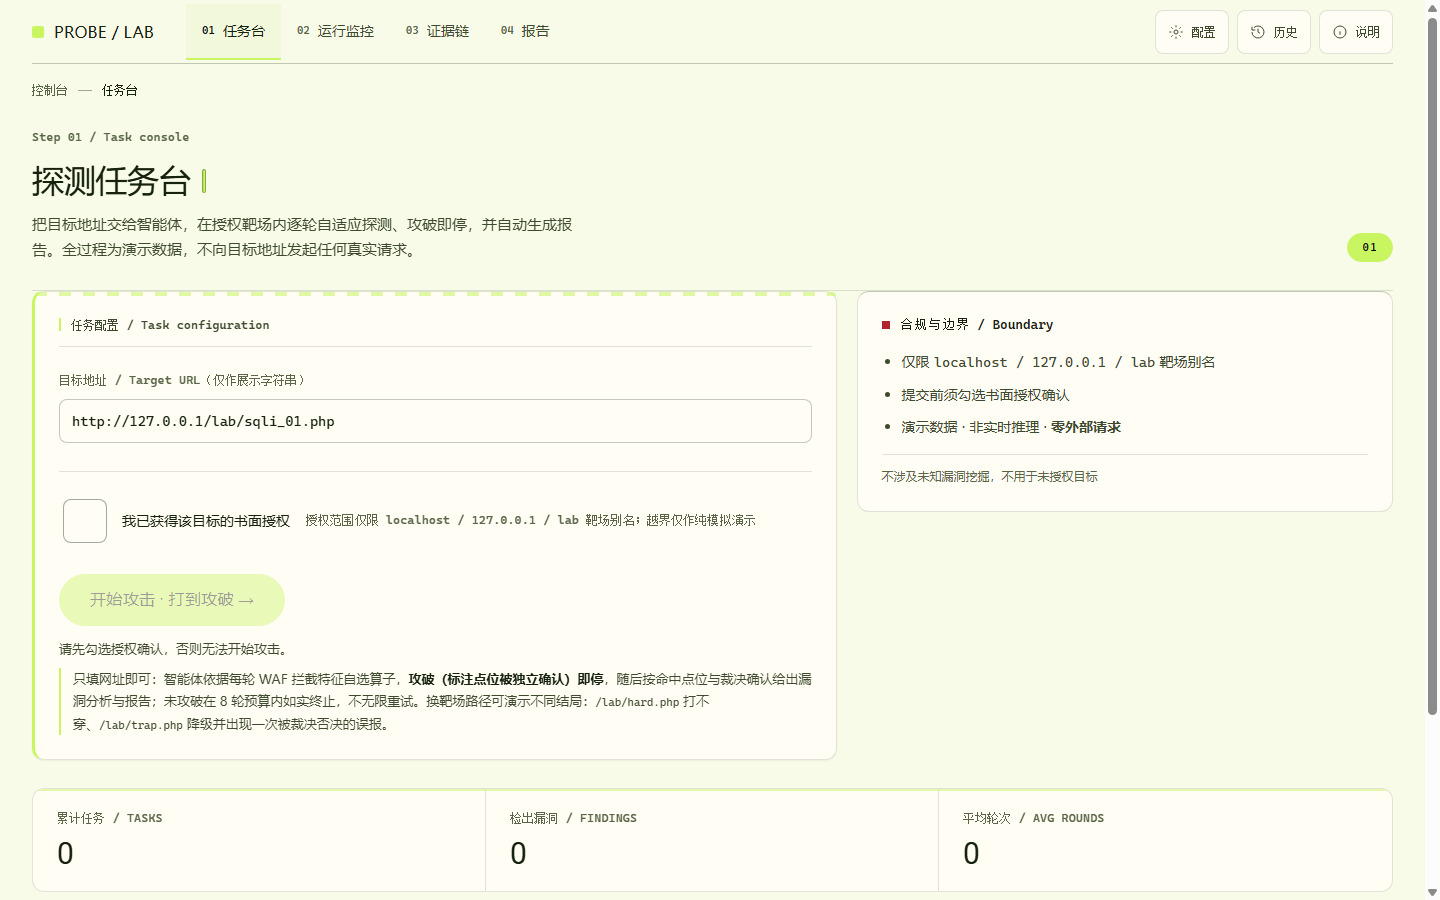 PROBE / LAB
01 任务台
02 运行监控
03 证据链
04 报告
配置
历史
说明
控制台 — 任务台
Step 01 / Task console
探测任务台
把目标地址交给智能体，在授权靶场内逐轮自适应探测、攻破即停，并自动生成报
告。全过程为演示数据，不向目标地址发起任何真实请求。
01
任务配置 / Task configuration
目标地址 / Target URL（仅作展示字符串）
http://127.0.0.1/lab/sqli_01.php
我已获得该目标的书面授权 授权范围仅限 localhost / 127.0.0.1 / lab 靶场别名；越界仅作纯模拟演示
开始攻击 · 打到攻破 →
请先勾选授权确认，否则无法开始攻击。
只填网址即可：智能体依据每轮 WAF 拦截特征自选算子，攻破（标注点位被独立确认）即停，随后按命中点位与裁决确认给出漏
洞分析与报告；未攻破在 8 轮预算内如实终止，不无限重试。换靶场路径可演示不同结局：/lab/hard.php 打不
穿、/lab/trap.php 降级并出现一次被裁决否决的误报。
合规与边界 / Boundary
仅限 localhost / 127.0.0.1 / lab 靶场别名
提交前须勾选书面授权确认
演示数据 · 非实时推理 · 零外部请求
不涉及未知漏洞挖掘，不用于未授权目标
累计任务 / TASKS
0
检出漏洞 / FINDINGS
0
平均轮次 / AVG ROUNDS
0